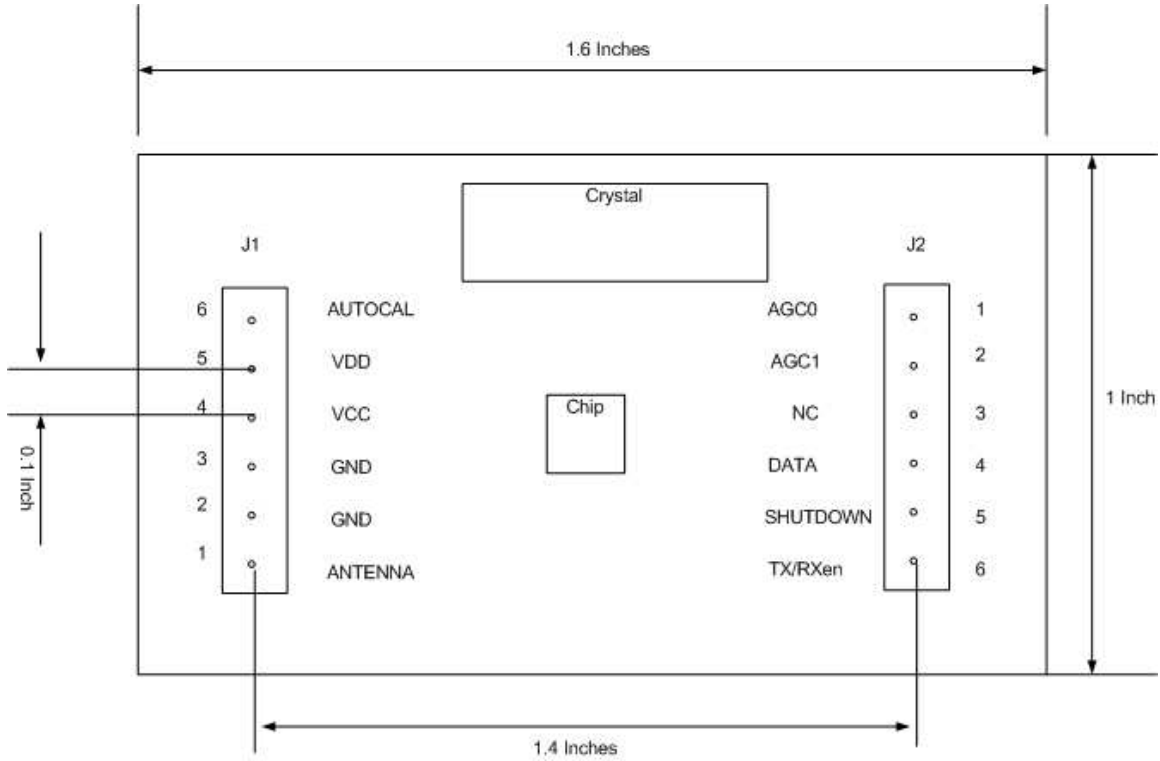 1.6 Inches
Crystal
J1
J2
6
AUTOCAL
AGC0
1
5
VDD
AGC1
2
4
VCC
Chip
NC
3
1 Inch
0.1 Inch
3
GND
DATA
4
2
GND
SHUTDOWN
5
1
ANTENNA
TX/RXen
6
1.4 Inches